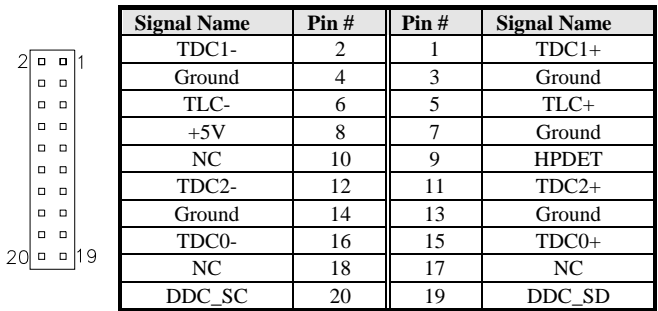 Signal Name Pin # Pin # Signal Name
TDC1- 2 1 TDC1+
Ground 4 3 Ground
TLC- 6 5 TLC+
+5V 8 7 Ground
NC 10 9 HPDET
TDC2- 12 11 TDC2+
Ground 14 13 Ground
TDC0- 16 15 TDC0+
NC 18 17 NC
DDC_SC 20 19 DDC_SD
2 1
20 19